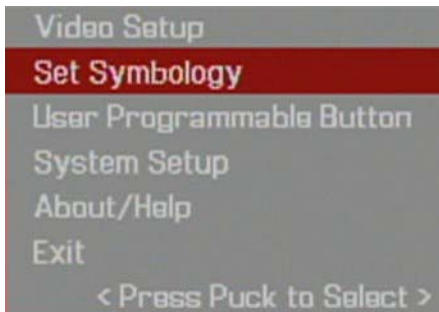 Video Setup
Set Symbology
User Programmable Button
System Setup
About/Help
Exit
< Press Puck to Select >